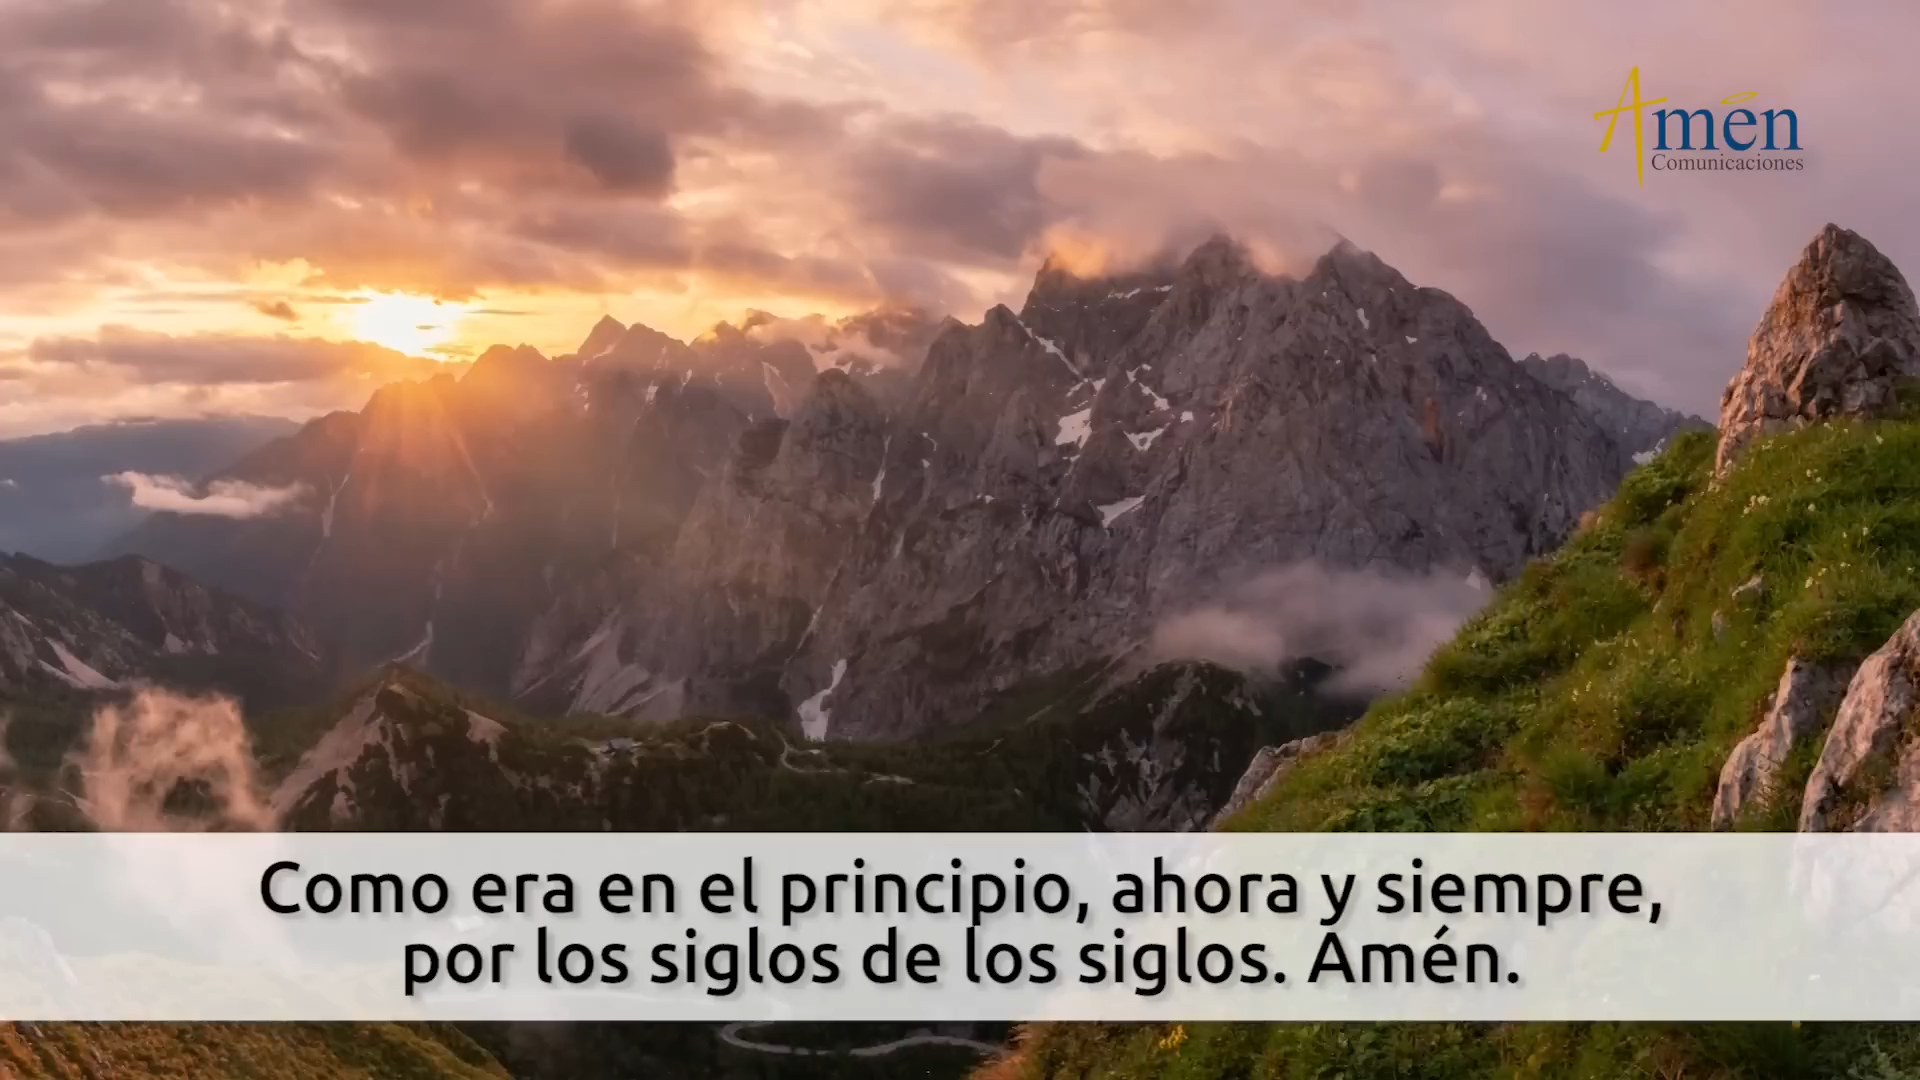 Amén
Comunicaciones
Como era en el principio, ahora y siempre,
por los siglos de los siglos. Amén.